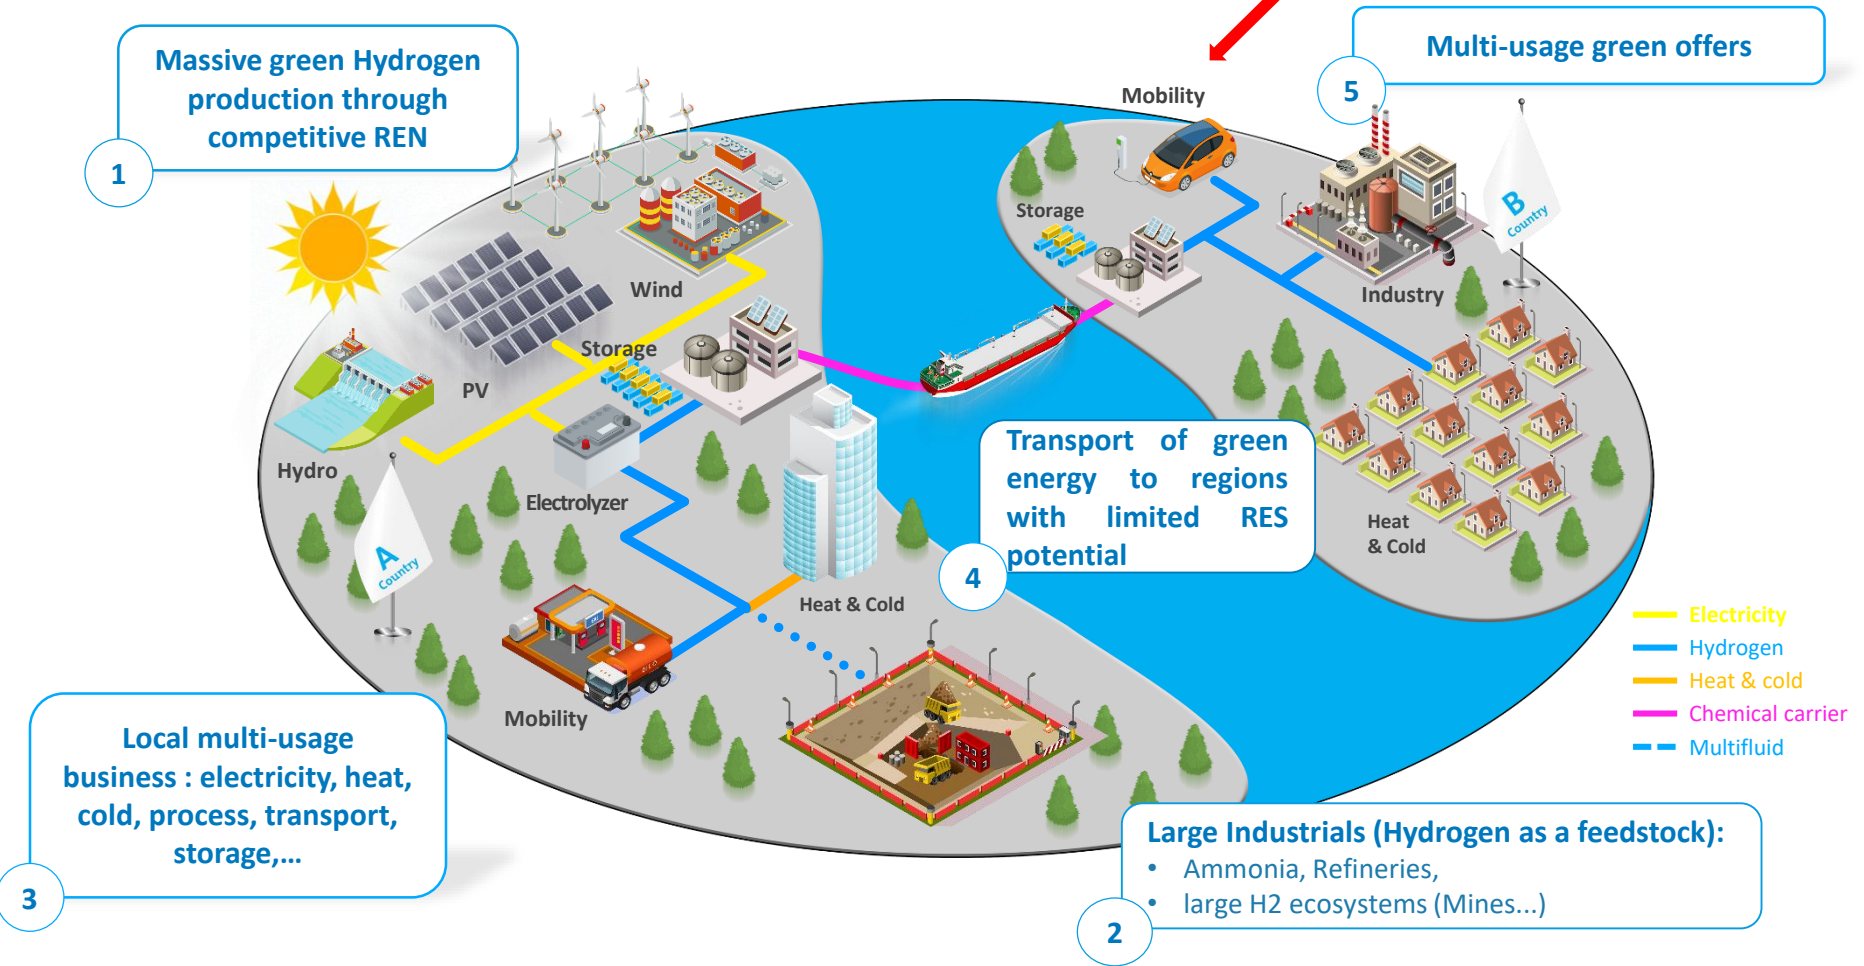 Massive green Hydrogen
production through
competitive REN
1
Multi-usage green offers
5
Mobility
Storage
B
Country
Industry
Wind
Storage
PV
Hydro
Electrolyzer
A
Country
Heat & Cold
Mobility
Transport of green
energy to regions
with limited RES
potential
4
Heat
& Cold
Electricity
Hydrogen
Heat & cold
Chemical carrier
Multifluid
Local multi-usage
business : electricity, heat,
cold, process, transport,
storage,...
3
Large Industrials (Hydrogen as a feedstock):
• Ammonia, Refineries,
• large H2 ecosystems (Mines...)
2